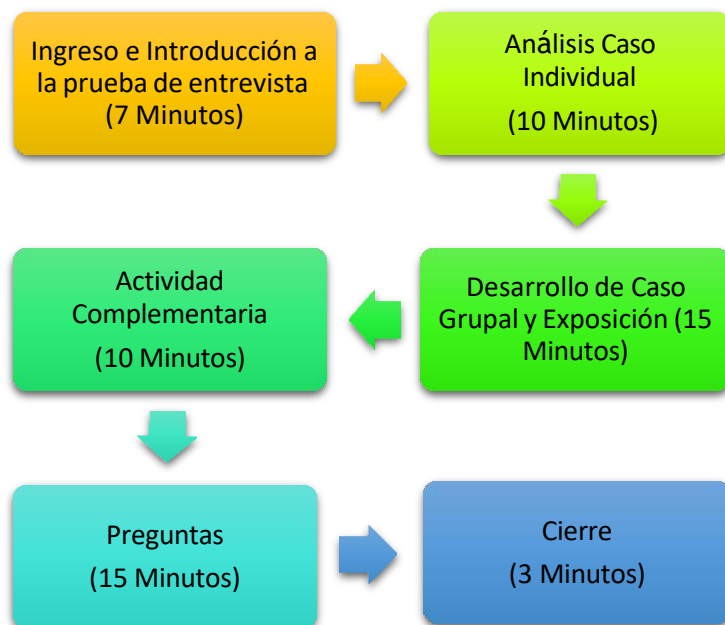 Ingreso e Introducción a
la prueba de entrevista
(7 Minutos)
Análisis Caso
Individual
(10 Minutos)
Desarrollo de Caso
Grupal y Exposición (15
Minutos)
Actividad
Complementaria
(10 Minutos)
Preguntas
(15 Minutos)
Cierre
(3 Minutos)